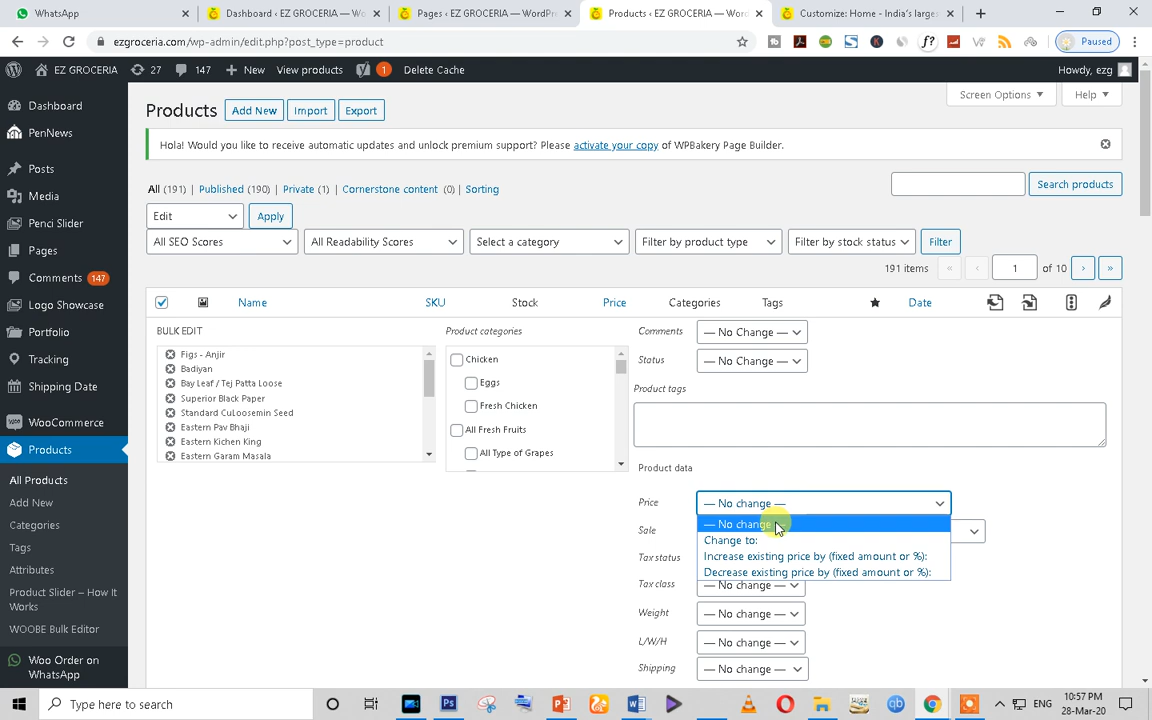 WhatsApp
Dashboard ‹ EZ GROCERIA — Wo
Pages ‹ EZ GROCERIA — WordPr
Products ‹ EZ GROCERIA — Wor
Customize: Home - India's larges
ezgroceria.com/wp-admin/edit.php?post_type=product
Paused
EZ GROCERIA 27 147 New View products 1 Delete Cache Howdy, ezg
Dashboard
PenNews
Posts
Media
Penci Slider
Pages
Comments 147
Logo Showcase
Portfolio
Tracking
Shipping Date
WooCommerce
Products
All Products
Add New
Categories
Tags
Attributes
Product Slider – How It
Works
WOOBE Bulk Editor
Woo Order on
WhatsApp
Screen Options Help
Products Add New Import Export
Hola! Would you like to receive automatic updates and unlock premium support? Please activate your copy of WPBakery Page Builder.
All (191) | Published (190) | Private (1) | Cornerstone content (0) | Sorting
Search products
Edit Apply
All SEO Scores All Readability Scores Select a category Filter by product type Filter by stock status Filter
191 items « ‹ 1 of 10 › »
Name SKU Stock Price Categories Tags Date
BULK EDIT
Figs - Anjir
Badiyan
Bay Leaf / Tej Patta Loose
Superior Black Paper
Standard CuLoosemin Seed
Eastern Pav Bhaji
Eastern Kichen King
Eastern Garam Masala
Product categories
Chicken
Eggs
Fresh Chicken
All Fresh Fruits
All Type of Grapes
Comments — No Change —
Status — No Change —
Product tags
Product data
Price — No change —
— No change —
Change to:
Increase existing price by (fixed amount or %):
Decrease existing price by (fixed amount or %):
Sale
Tax status
Tax class — No change —
Weight — No change —
L/W/H — No change —
Shipping — No change —
Type here to search
ENG
10:57 PM
28-Mar-20